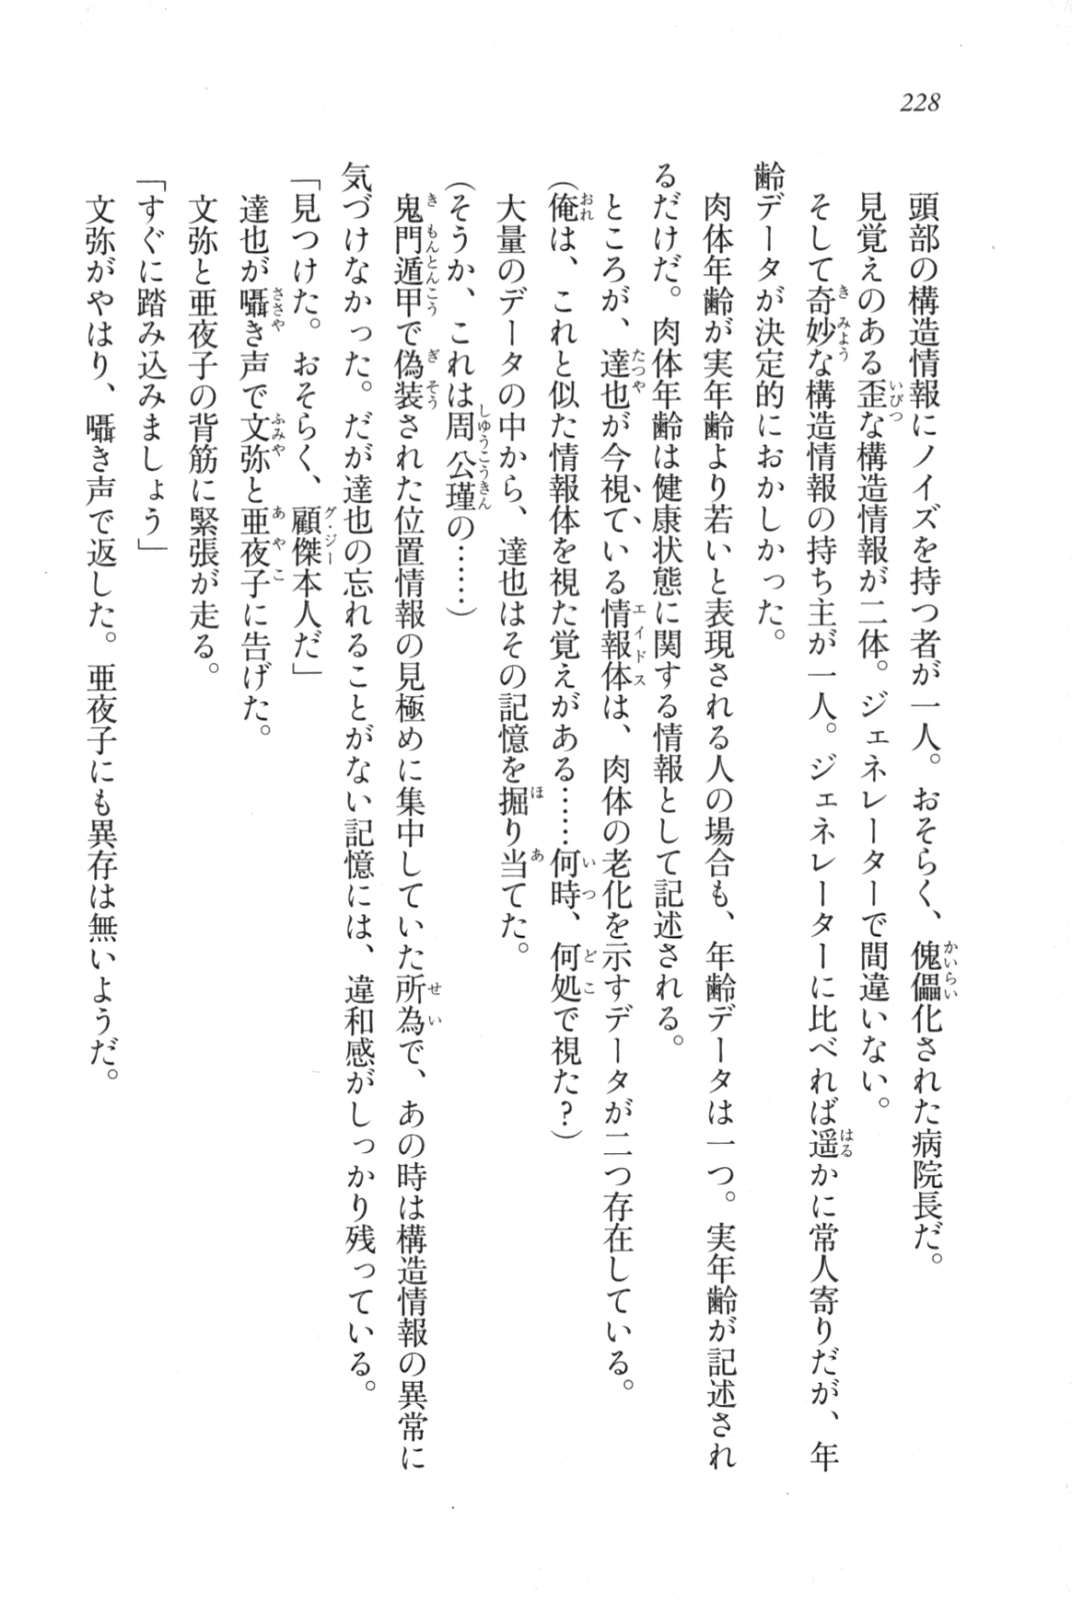 228
頭部の構造情報にノイズを持つ者が一人。おそらく、傀儡化された病院長だ。
見覚えのある歪な構造情報が二体。ジェネレーターで間違いない。
そして奇妙な構造情報の持ち主が一人。ジェネレーターに比べれば遥かに常人寄りだが、年
齢データが決定的におかしかった。
肉体年齢が実年齢より若いと表現される人の場合も、年齢データは一つ。実年齢が記述され
るだけだ。肉体年齢は健康状態に関する情報として記述される。
ところが、達也が今視ている情報体は、肉体の老化を示すデータが二つ存在している。
（俺は、これと似た情報体を視た覚えがある……何時、何処で視た？）
大量のデータの中から、達也はその記憶を掘り当てた。
（そうか、これは周公瑾の……）
鬼門遁甲で偽装された位置情報の見極めに集中していた所為で、あの時は構造情報の異常に
気づけなかった。だが達也の忘れることがない記憶には、違和感がしっかり残っている。
「見つけた。おそらく、顧傑本人だ」
達也が囁き声で文弥と亜夜子に告げた。
文弥と亜夜子の背筋に緊張が走る。
「すぐに踏み込みましょう」
文弥がやはり、囁き声で返した。亜夜子にも異存は無いようだ。